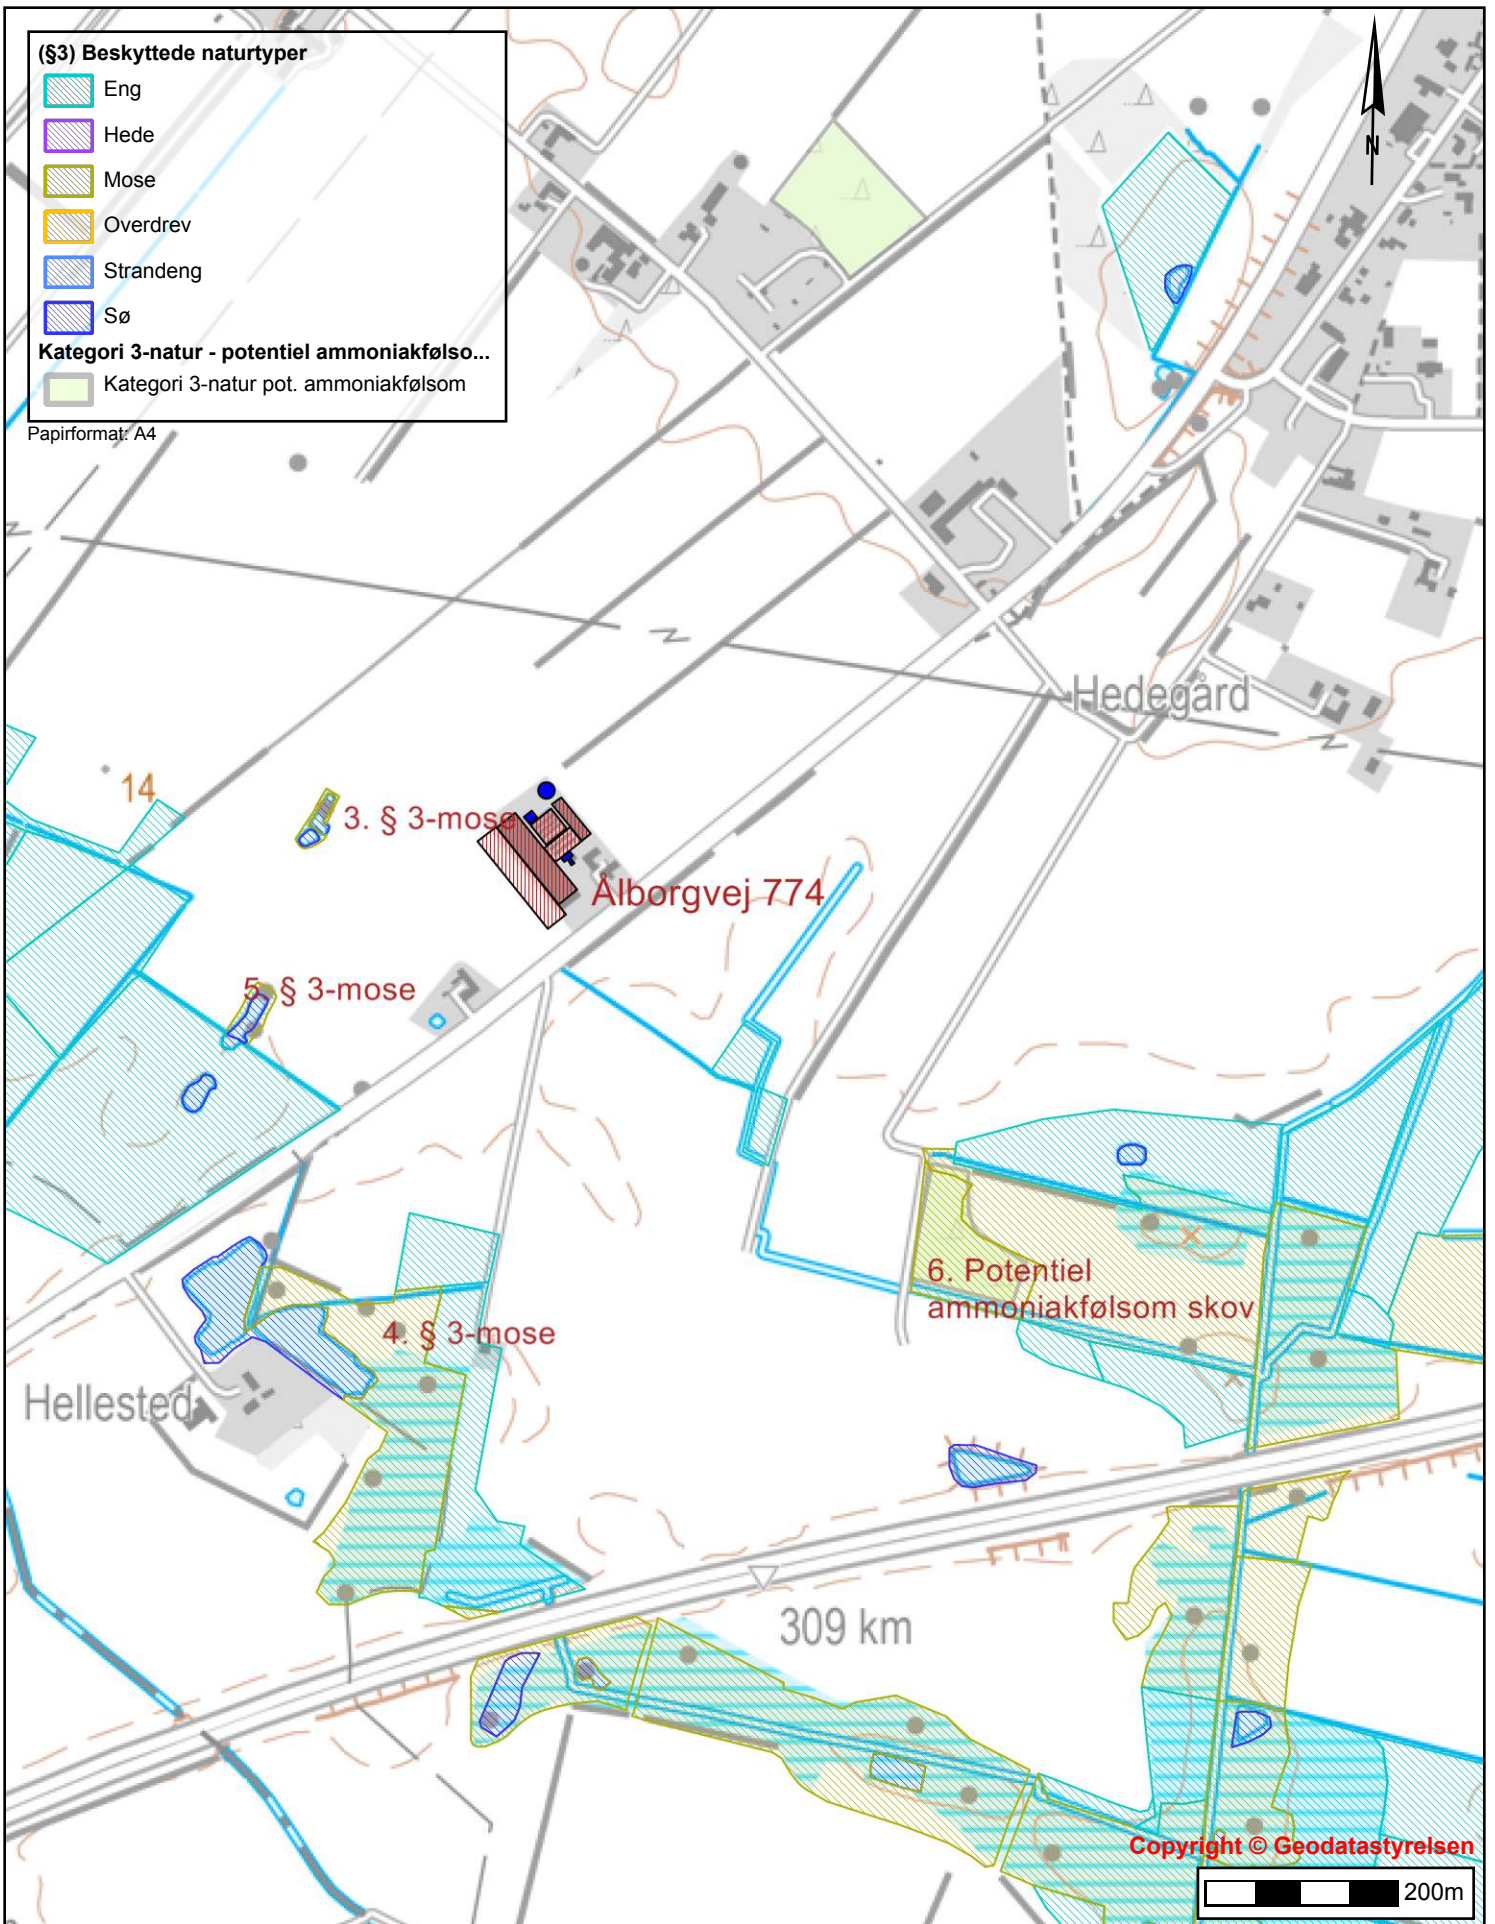 (§3) Beskyttede naturtyper
Eng
Hede
Mose
Overdrev
Strandeng
Sø
Kategori 3-natur - potentiel ammoniakfølso...
Kategori 3-natur pot. ammoniakfølsom
Papirformat: A4
N
Hedegård
14
3. § 3-mose
Ålborgvej 774
5. § 3-mose
6. Potentiel
ammoniakfølsom skov
4. § 3-mose
Hellested
309 km
Copyright © Geodatastyrelsen
200m